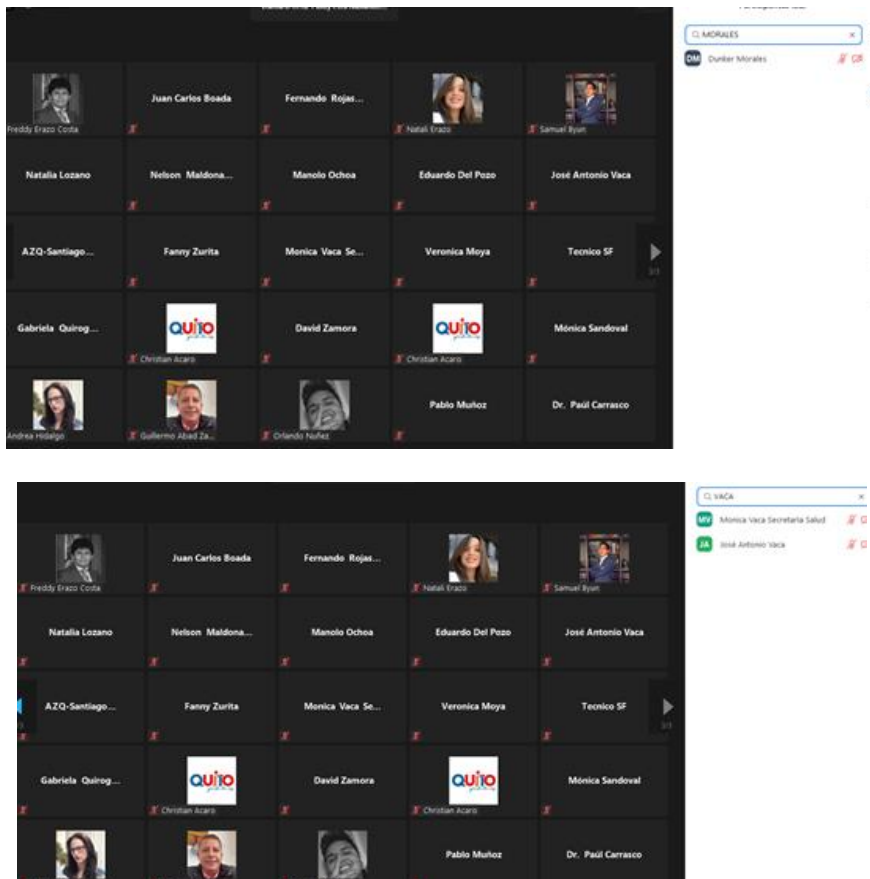 MORALES
DM Dunker Morales
Freddy Erazo Costa
Juan Carlos Boada
Fernando Rojas...
Natali Erazo
Samuel Byun
Natalia Lozano
Nelson Maldona...
Manolo Ochoa
Eduardo Del Pozo
José Antonio Vaca
AZQ-Santiago...
Fanny Zurita
Monica Vaca Se...
Veronica Moya
Tecnico SF
3/3
Gabriela Quirog...
QUITO
Christian Acaro
David Zamora
QUITO
Christian Acaro
Mónica Sandoval
Andrea Hidalgo
Guillermo Abad Za...
Orlando Nuñez
Pablo Muñoz
Dr. Paúl Carrasco
VACA
MV Monica Vaca Secretaria Salud
JA José Antonio Vaca
Freddy Erazo Costa
Juan Carlos Boada
Fernando Rojas...
Natali Erazo
Samuel Byun
Natalia Lozano
Nelson Maldona...
Manolo Ochoa
Eduardo Del Pozo
José Antonio Vaca
AZQ-Santiago...
Fanny Zurita
Monica Vaca Se...
Veronica Moya
Tecnico SF
3/3
Gabriela Quirog...
QUITO
Christian Acaro
David Zamora
QUITO
Christian Acaro
Mónica Sandoval
Pablo Muñoz
Dr. Paúl Carrasco